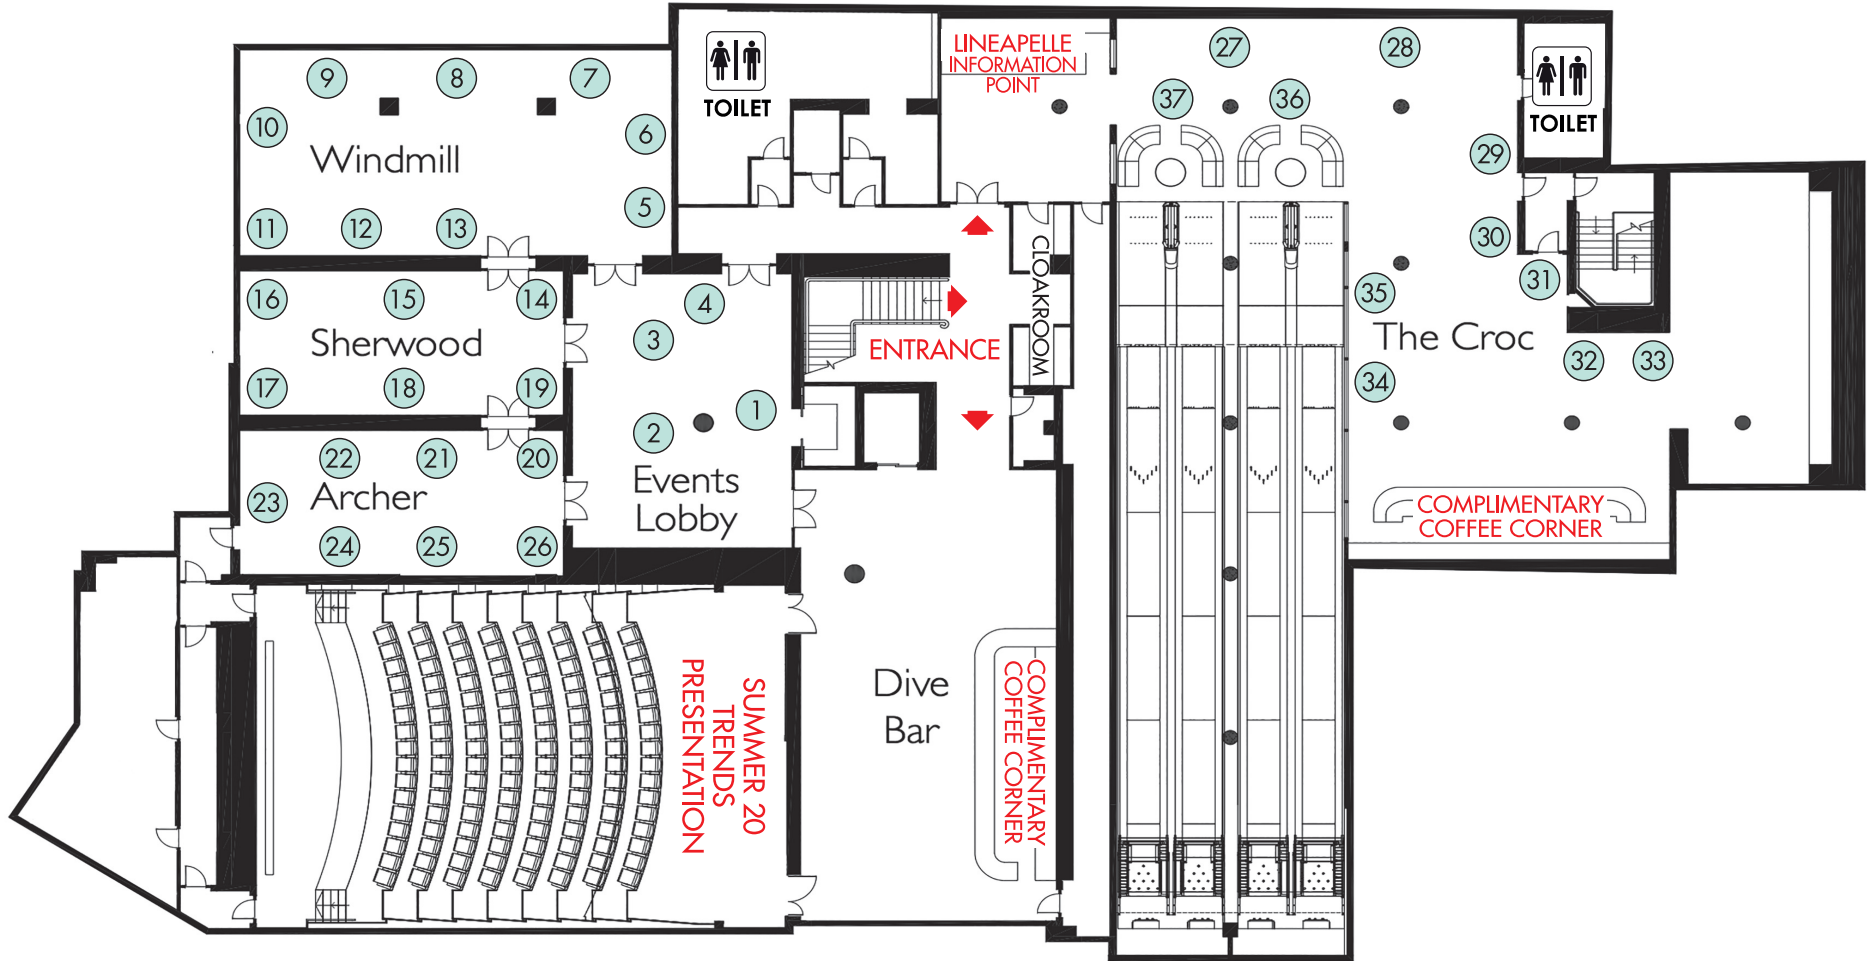 LINEAPELLE
INFORMATION
POINT
27
28
9
8
7
TOILET
37
36
TOILET
10
6
Windmill
29
5
11
12
13
30
CLOAKROOM
31
16
15
14
4
35
3
Sherwood
ENTRANCE
The Croc
32
33
17
18
19
34
1
2
22
21
20
Events
Lobby
23
Archer
COMPLIMENTARY
COFFEE CORNER
24
25
26
SUMMER 20
TRENDS
PRESENTATION
Dive
Bar
COMPLIMENTARY
COFFEE CORNER